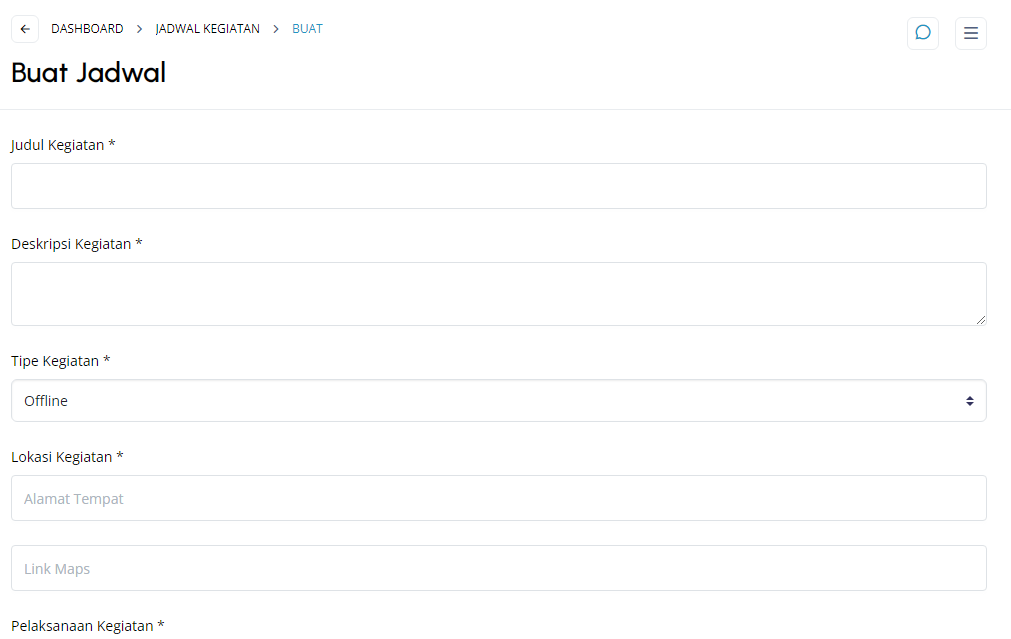 DASHBOARD > JADWAL KEGIATAN > BUAT
Buat Jadwal
Judul Kegiatan *
Deskripsi Kegiatan *
Tipe Kegiatan *
Offline
Lokasi Kegiatan *
Alamat Tempat
Link Maps
Pelaksanaan Kegiatan *